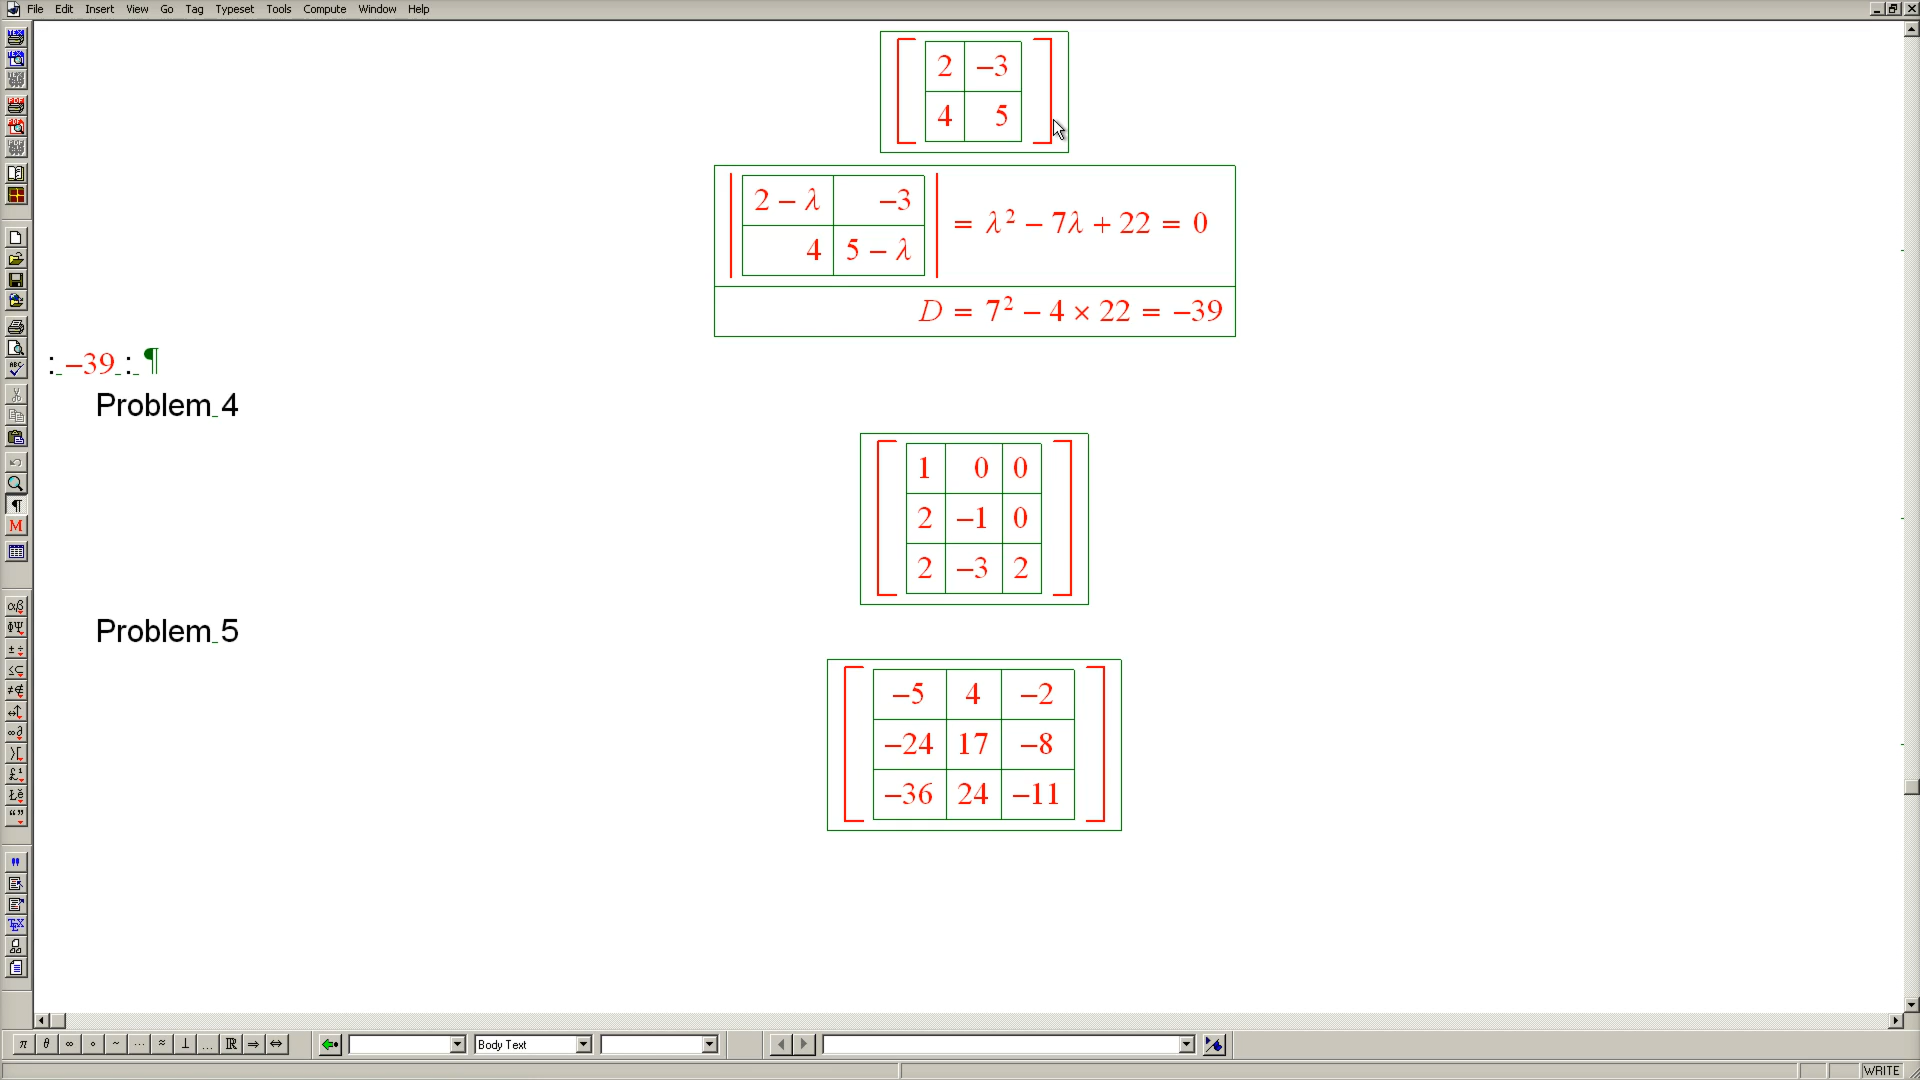 File Edit Insert View Go Tag Typeset Tools Compute Window Help
2 −3
4 5
2 − λ −3
4 5 − λ
= λ² − 7λ + 22 = 0
D = 7² − 4 × 22 = −39
: −39 : ¶
Problem 4
1 0 0
2 −1 0
2 −3 2
Problem 5
−5 4 −2
−24 17 −8
−36 24 −11
Body Text
WRITE